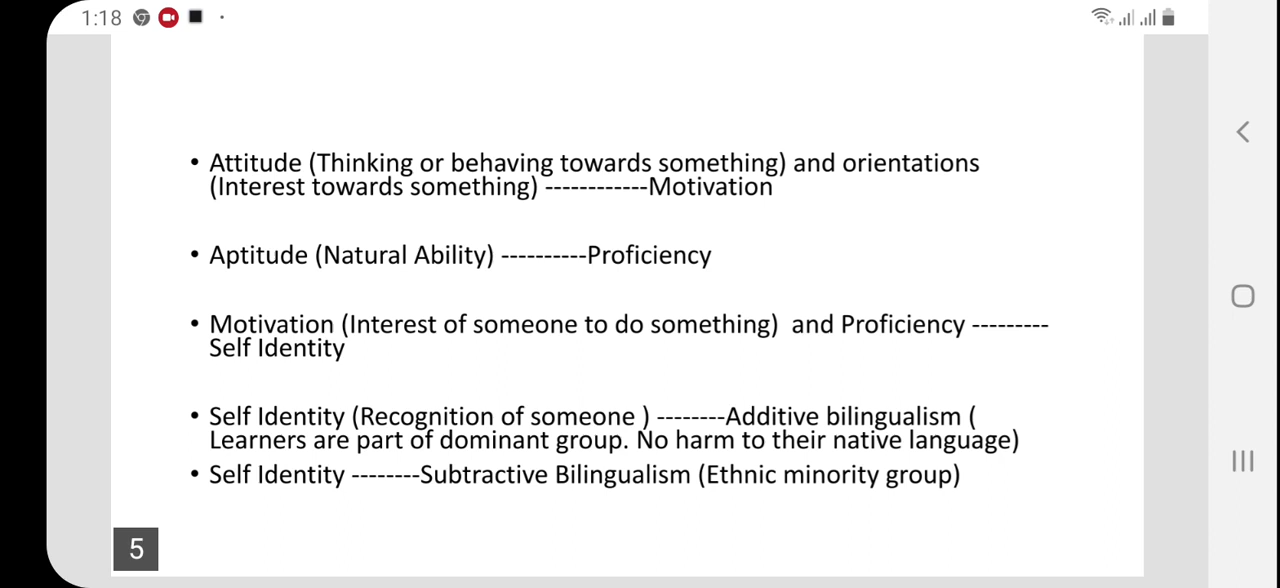 1:18
• Attitude (Thinking or behaving towards something) and orientations
(Interest towards something) ------------Motivation
• Aptitude (Natural Ability) ----------Proficiency
• Motivation (Interest of someone to do something)  and Proficiency ---------
Self Identity
• Self Identity (Recognition of someone ) --------Additive bilingualism (
Learners are part of dominant group. No harm to their native language)
• Self Identity --------Subtractive Bilingualism (Ethnic minority group)
5